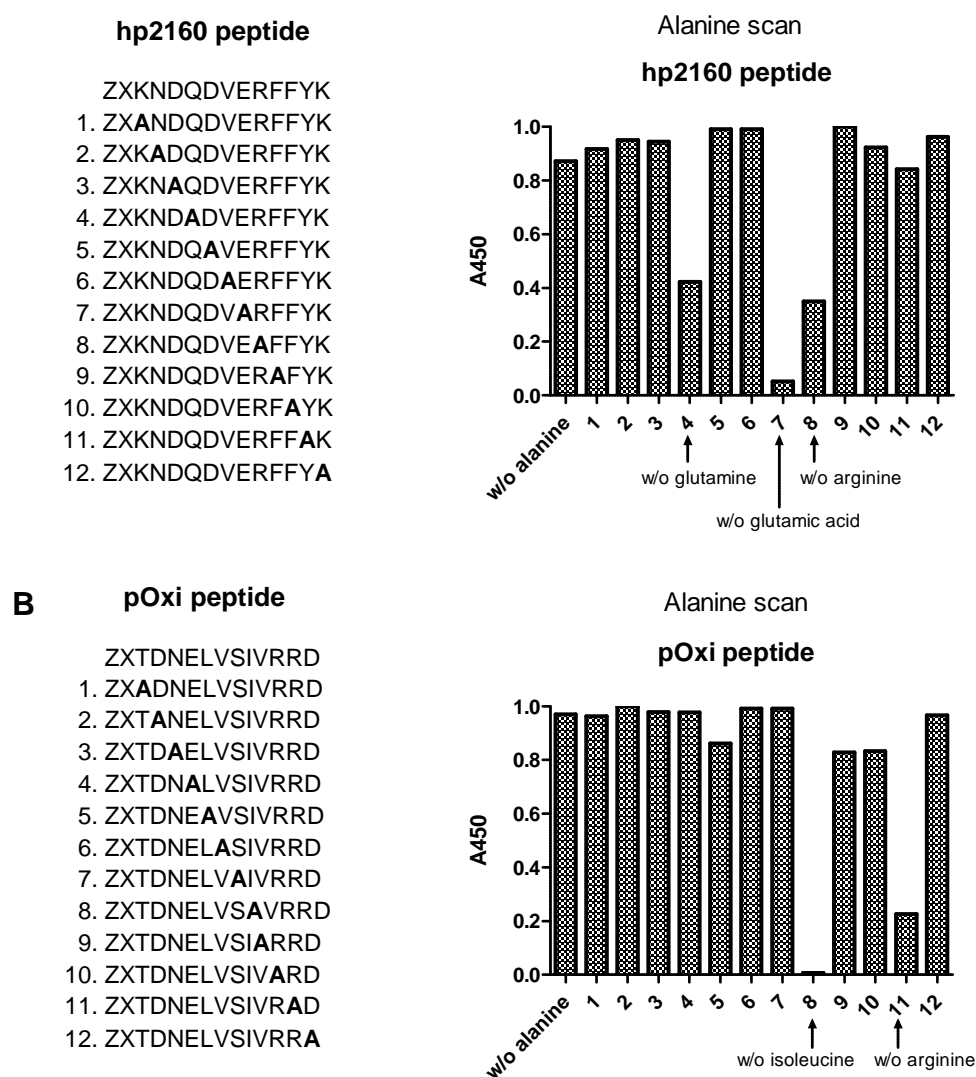 hp2160 peptide
ZXKNDQDVERFFYK
1. ZXANDQDVERFFYK
2. ZXKADQDVERFFYK
3. ZXKNAQDVERFFYK
4. ZXKNDADVERFFYK
5. ZXKNDQAVERFFYK
6. ZXKNDQDAERFFYK
7. ZXKNDQDVARFFYK
8. ZXKNDQDVEAFFYK
9. ZXKNDQDVERAFYK
10. ZXKNDQDVERFAYK
11. ZXKNDQDVERFFAK
12. ZXKNDQDVERFFYA
Alanine scan
hp2160 peptide
A450
1.0
0.8
0.6
0.4
0.2
0.0
w/o alanine 1 2 3 4 5 6 7 8 9 10 11 12
w/o glutamine w/o arginine
w/o glutamic acid
B
pOxi peptide
ZXTDNELVSIVRRD
1. ZXADNELVSIVRRD
2. ZXTANELVSIVRRD
3. ZXTDAELVSIVRRD
4. ZXTDNALVSIVRRD
5. ZXTDNEAVSIVRRD
6. ZXTDNELASIVRRD
7. ZXTDNELVAIVRRD
8. ZXTDNELVSAVRRD
9. ZXTDNELVSIARRD
10. ZXTDNELVSIVARD
11. ZXTDNELVSIVRAD
12. ZXTDNELVSIVRRA
Alanine scan
pOxi peptide
A450
1.0
0.8
0.6
0.4
0.2
0.0
w/o alanine 1 2 3 4 5 6 7 8 9 10 11 12
w/o isoleucine w/o arginine